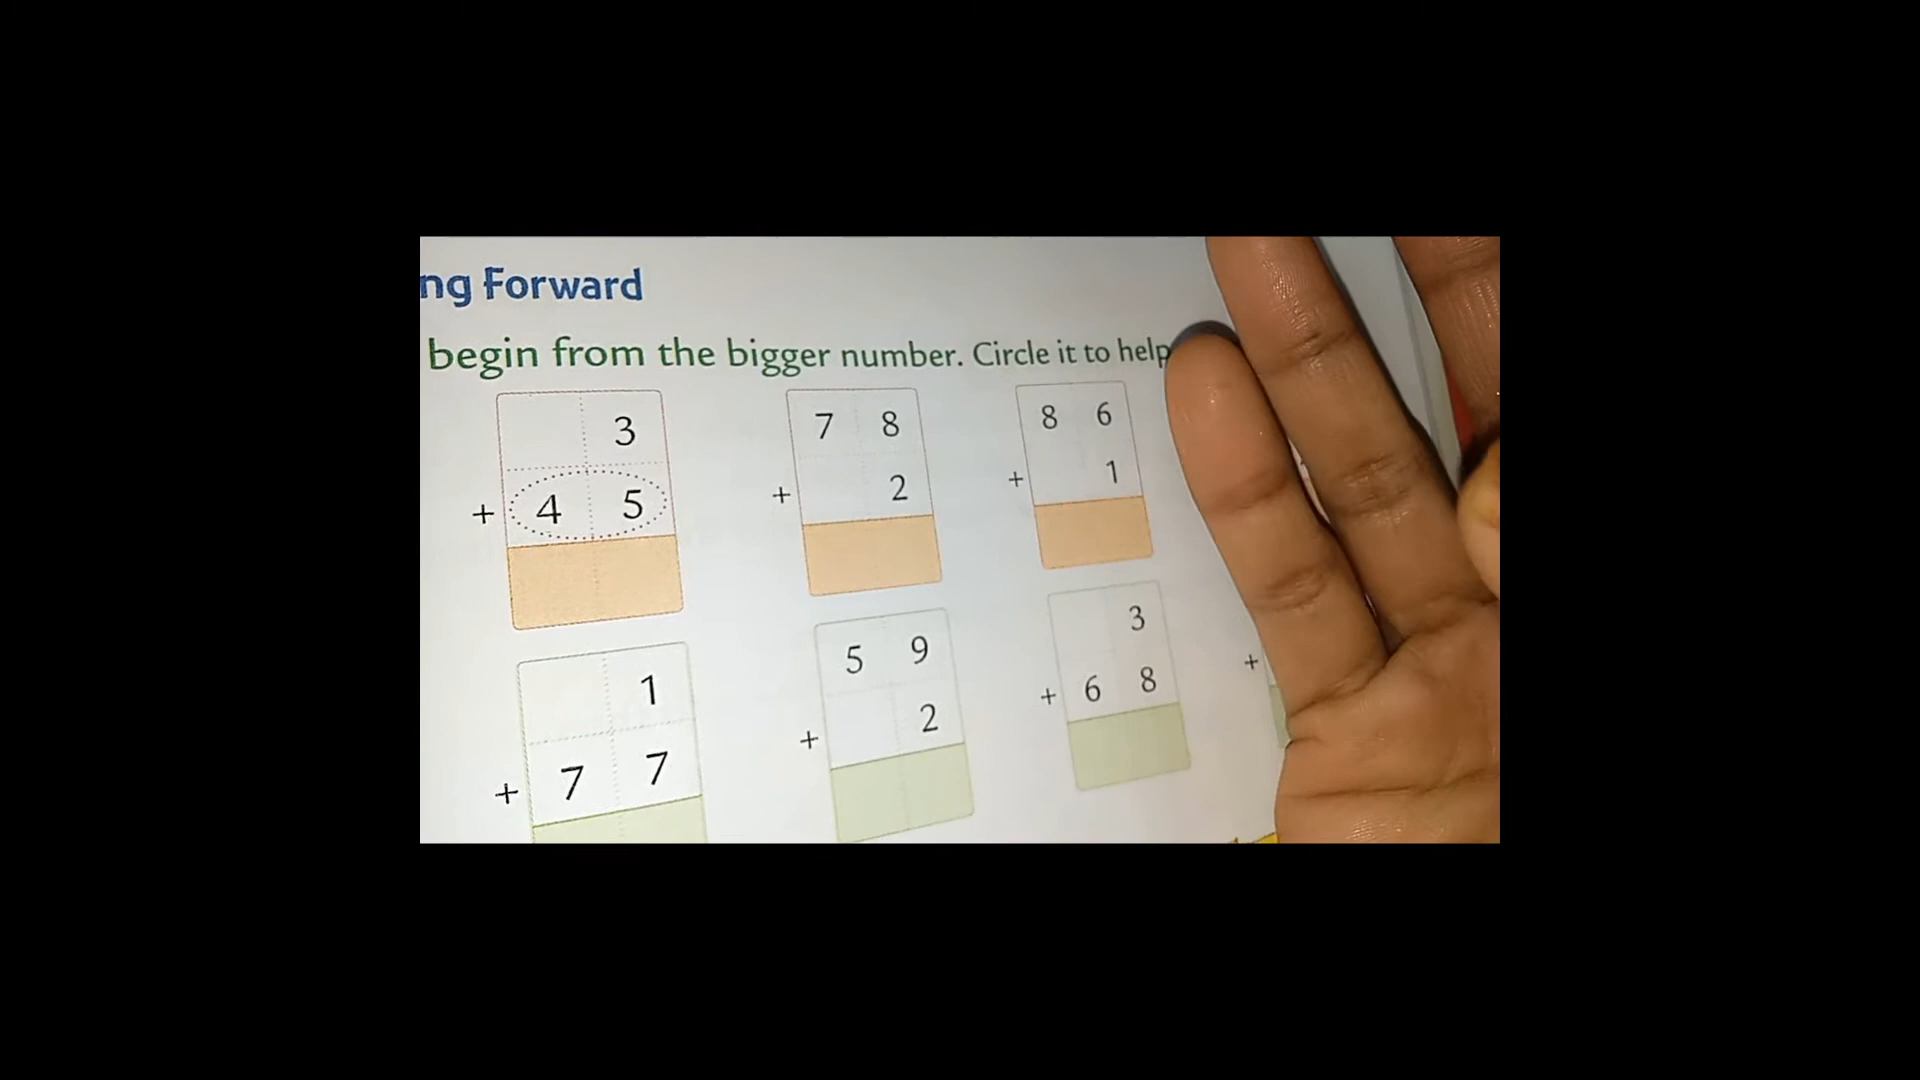 ng Forward
begin from the bigger number. Circle it to help
3 7 8 8 6
+ 4 5 + 2 + 1
1 5 9 3
+ 7 7 + 2 + 6 8 +